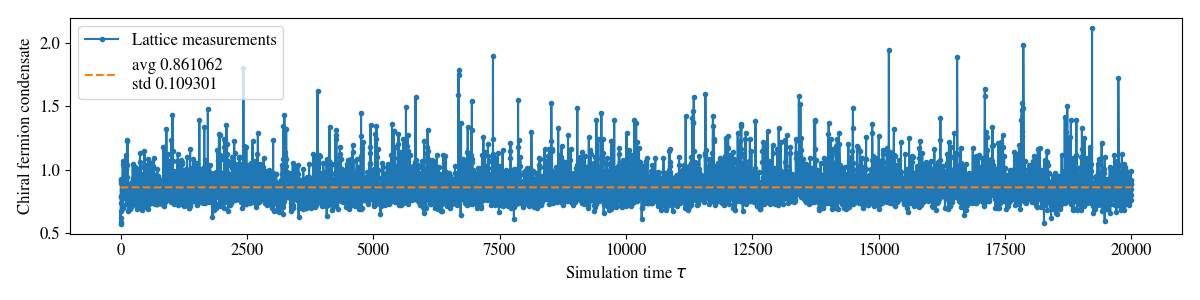 Lattice measurements
avg 0.861062
std 0.109301
Chiral fermion condensate
2.0
1.5
1.0
0.5
0 2500 5000 7500 10000 12500 15000 17500 20000
Simulation time τ